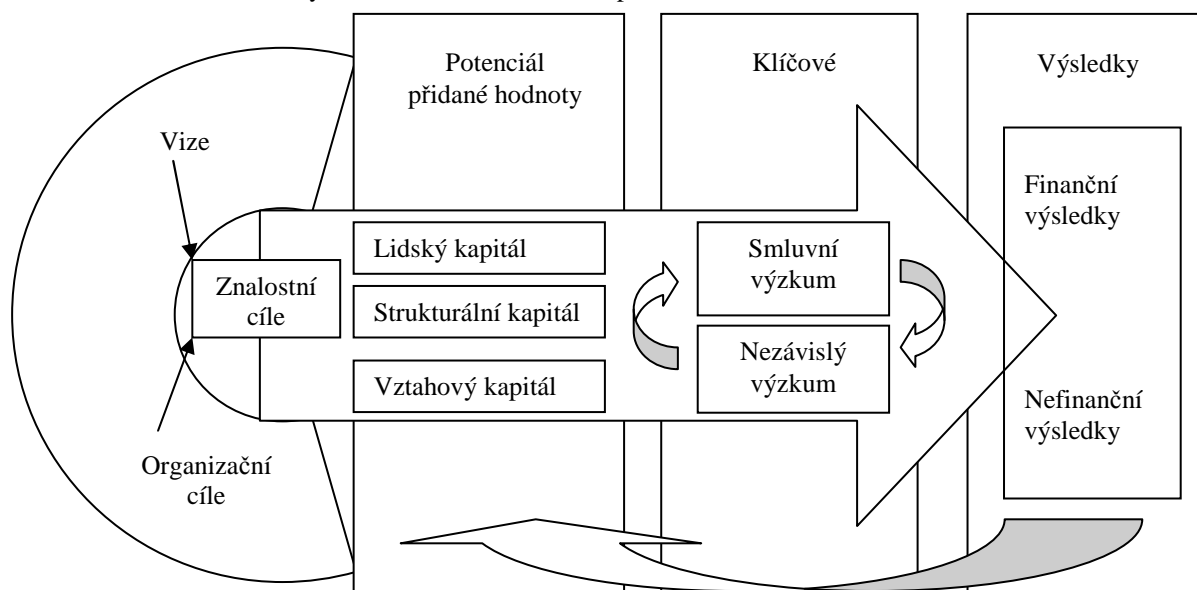 Potenciál
přidané hodnoty
Klíčové
Výsledky
Vize
Znalostní
cíle
Organizační
cíle
Lidský kapitál
Strukturální kapitál
Vztahový kapitál
Smluvní
výzkum
Nezávislý
výzkum
Finanční
výsledky
Nefinanční
výsledky